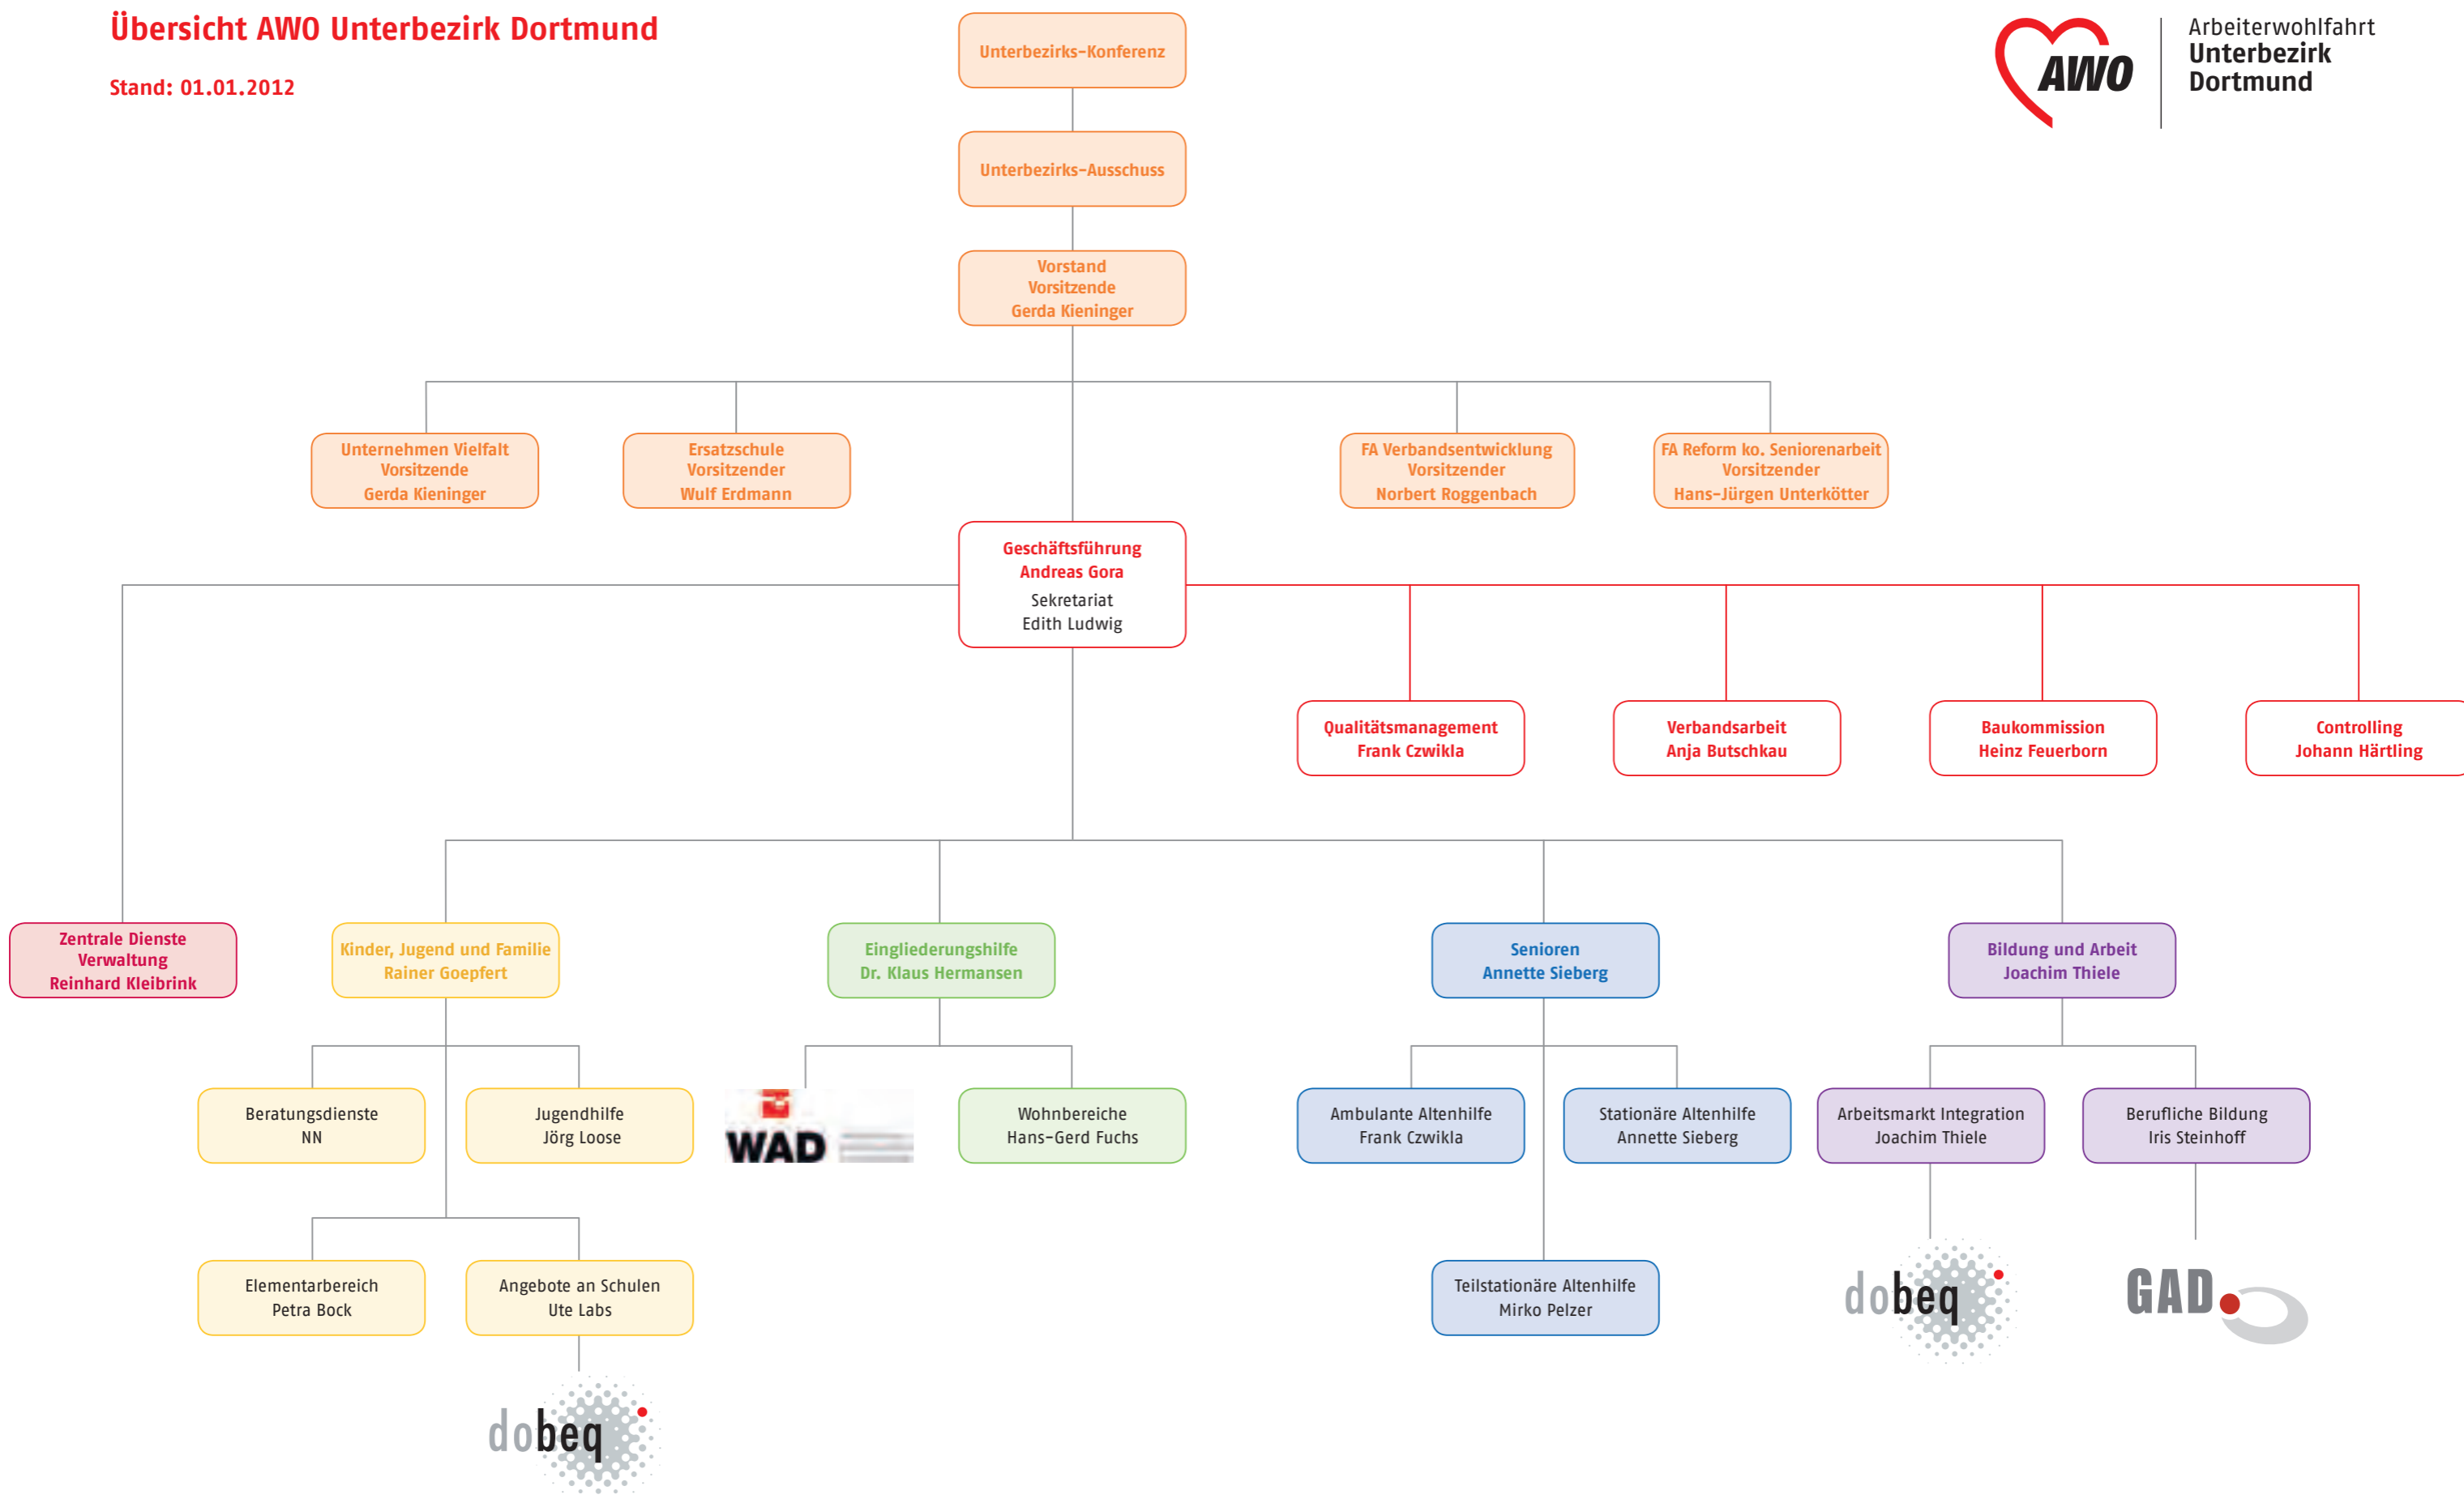 Übersicht AWO Unterbezirk Dortmund
Stand: 01.01.2012
AWO
Arbeiterwohlfahrt
Unterbezirk
Dortmund
Unterbezirks-Konferenz
Unterbezirks-Ausschuss
Vorstand
Vorsitzende
Gerda Kieninger
Unternehmen Vielfalt
Vorsitzende
Gerda Kieninger
Ersatzschule
Vorsitzender
Wulf Erdmann
FA Verbandsentwicklung
Vorsitzender
Norbert Roggenbach
FA Reform ko. Seniorenarbeit
Vorsitzender
Hans-Jürgen Unterkötter
Geschäftsführung
Andreas Gora
Sekretariat
Edith Ludwig
Qualitätsmanagement
Frank Czwikla
Verbandsarbeit
Anja Butschkau
Baukommission
Heinz Feuerborn
Controlling
Johann Härtling
Zentrale Dienste
Verwaltung
Reinhard Kleibrink
Kinder, Jugend und Familie
Rainer Goepfert
Eingliederungshilfe
Dr. Klaus Hermansen
Senioren
Annette Sieberg
Bildung und Arbeit
Joachim Thiele
Beratungsdienste
NN
Jugendhilfe
Jörg Loose
WAD
Wohnbereiche
Hans-Gerd Fuchs
Ambulante Altenhilfe
Frank Czwikla
Stationäre Altenhilfe
Annette Sieberg
Arbeitsmarkt Integration
Joachim Thiele
Berufliche Bildung
Iris Steinhoff
Elementarbereich
Petra Bock
Angebote an Schulen
Ute Labs
Teilstationäre Altenhilfe
Mirko Pelzer
dobeq
GAD
dobeq